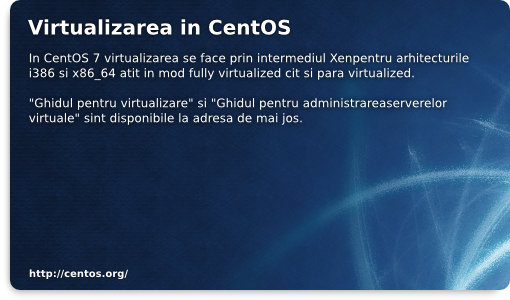 Virtualizarea in CentOS
In CentOS 7 virtualizarea se face prin intermediul Xenpentru arhitecturile
i386 si x86_64 atit in mod fully virtualized cit si para virtualized.
"Ghidul pentru virtualizare" si "Ghidul pentru administrareaserverelor
virtuale" sint disponibile la adresa de mai jos.
http://centos.org/